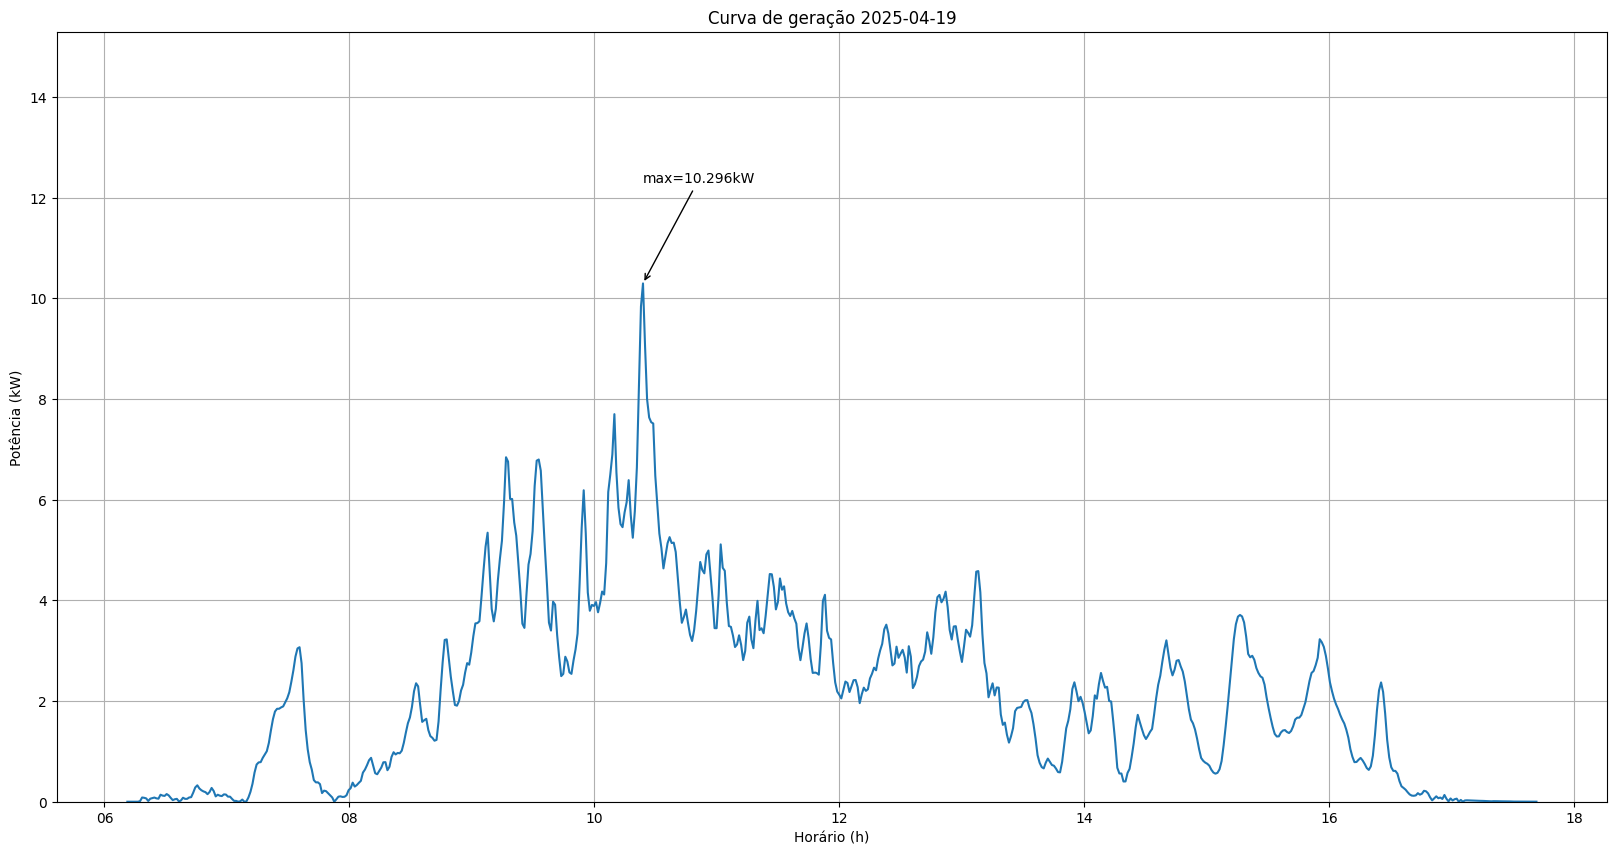 Curva de geração 2025-04-19
14
12
10
8
6
4
2
0
max=10.296kW
Potência (kW)
06 08 10 12 14 16 18
Horário (h)